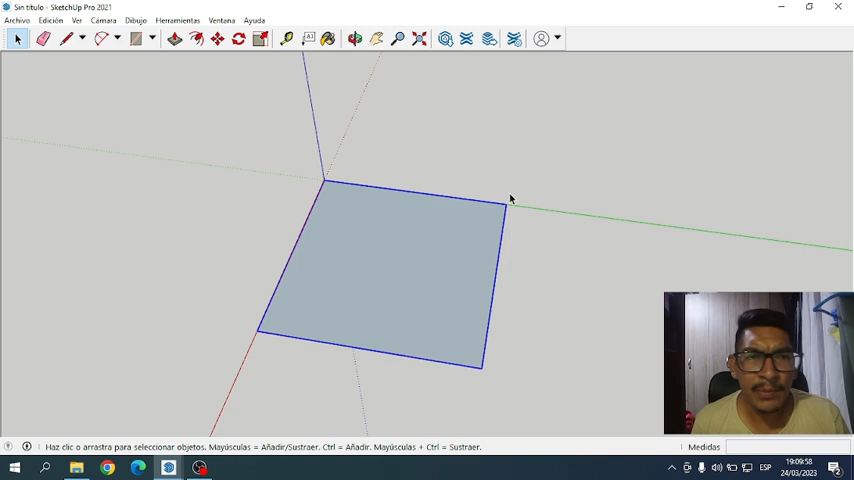 Sin título - SketchUp Pro 2021
Archivo Edición Ver Cámara Dibujo Herramientas Ventana Ayuda
Haz clic o arrastra para seleccionar objetos. Mayúsculas = Añadir/Sustraer. Ctrl = Añadir. Mayúsculas + Ctrl = Sustraer.
Medidas
ESP
19:09:58
24/03/2023
2